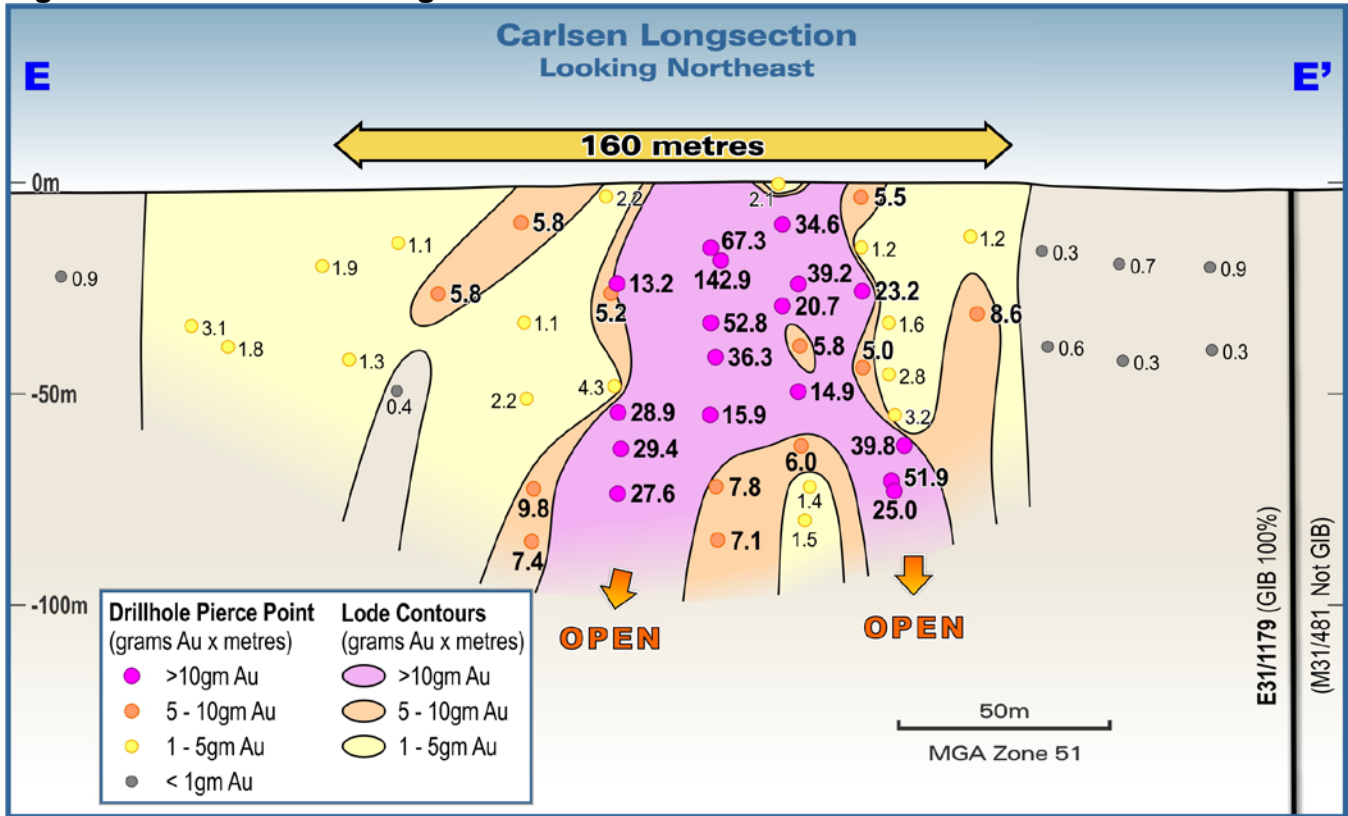 Carlsen Longsection
Looking Northeast
E
E'
160 metres
0m
-50m
-100m
2.2
2.1
5.5
5.8
34.6
1.1
67.3
1.2
1.2
0.3
1.9
142.9
39.2
0.7
0.9
0.9
5.8
13.2
23.2
5.2
20.7
8.6
3.1
1.1
52.8
1.6
1.8
1.3
36.3
5.8
5.0
0.6
0.3
0.3
0.4
4.3
2.8
2.2
14.9
28.9
15.9
3.2
29.4
39.8
6.0
27.6
7.8
51.9
9.8
1.4
25.0
7.4
7.1
1.5
OPEN
OPEN
Drillhole Pierce Point
(grams Au x metres)
>10gm Au
5 - 10gm Au
1 - 5gm Au
< 1gm Au
Lode Contours
(grams Au x metres)
>10gm Au
5 - 10gm Au
1 - 5gm Au
50m
MGA Zone 51
E31/1179 (GIB 100%)
(M31/481, Not GIB)